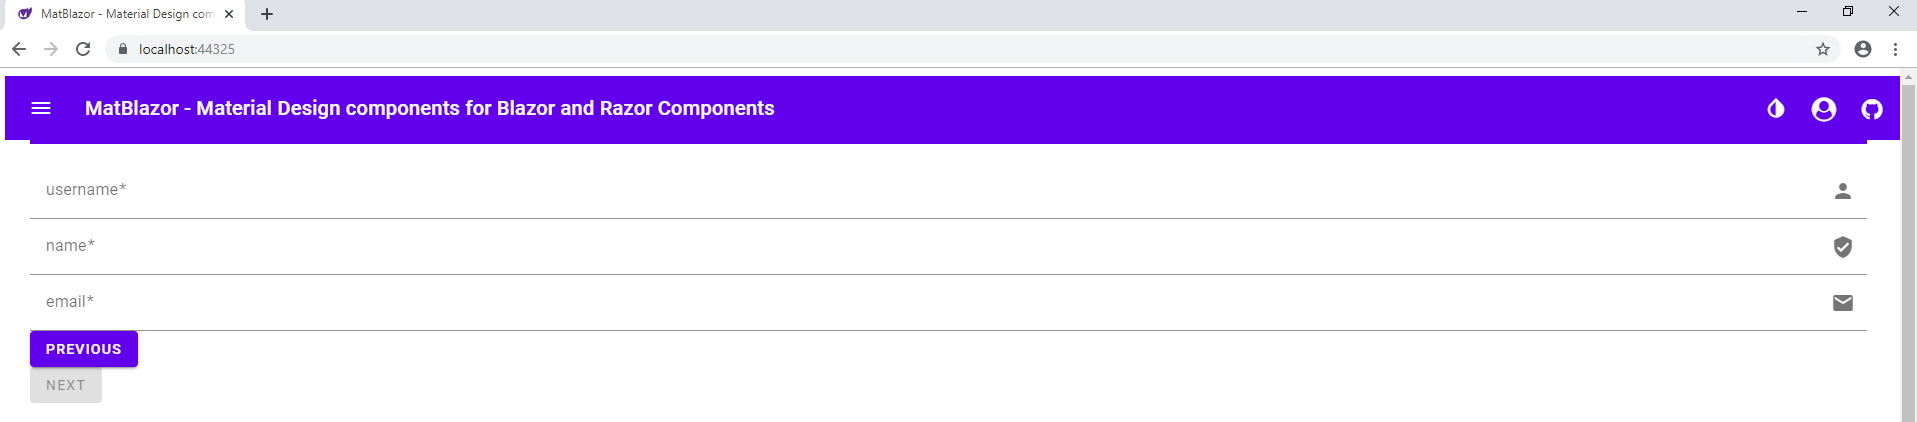 MatBlazor - Material Design com
localhost:44325
MatBlazor - Material Design components for Blazor and Razor Components
username*
name*
email*
PREVIOUS
NEXT